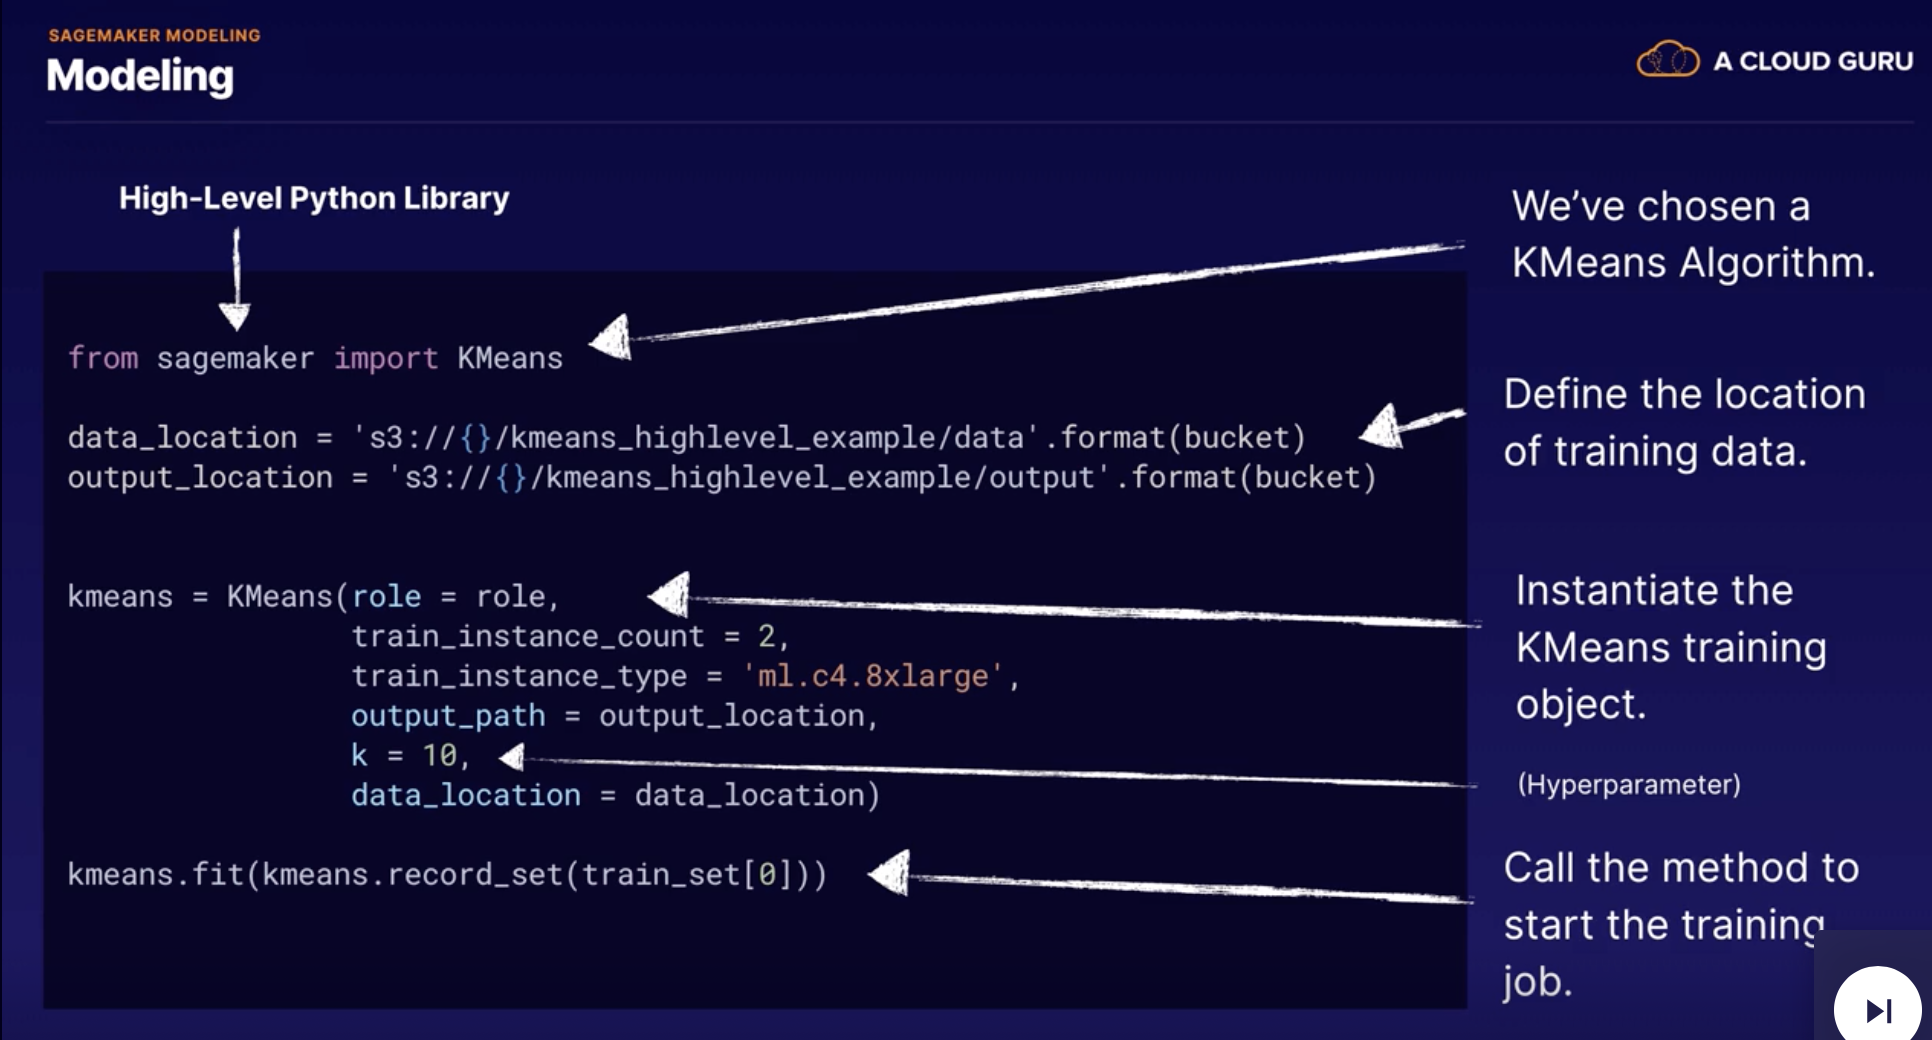 SAGEMAKER MODELING
Modeling
A CLOUD GURU
High-Level Python Library
We've chosen a
KMeans Algorithm.
from sagemaker import KMeans
Define the location
of training data.
data_location = 's3://{}/kmeans_highlevel_example/data'.format(bucket)
output_location = 's3://{}/kmeans_highlevel_example/output'.format(bucket)
Instantiate the
KMeans training
object.
kmeans = KMeans(role = role,
train_instance_count = 2,
train_instance_type = 'ml.c4.8xlarge',
output_path = output_location,
k = 10,
(Hyperparameter)
data_location = data_location)
Call the method to
start the training
job.
kmeans.fit(kmeans.record_set(train_set[0]))